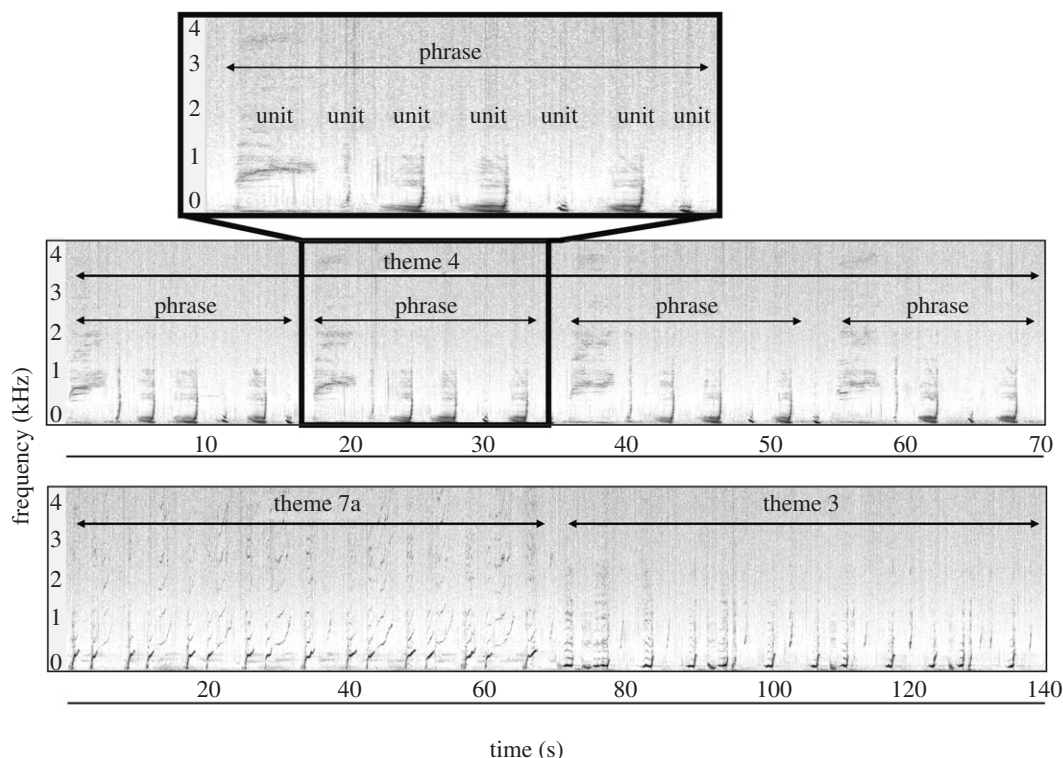 4
phrase
3
2
unit unit unit unit unit unit unit
1
0
4
theme 4
3
phrase phrase phrase phrase
2
1
0
10 20 30 40 50 60 70
frequency (kHz)
4
theme 7a theme 3
3
2
1
0
20 40 60 80 100 120 140
time (s)